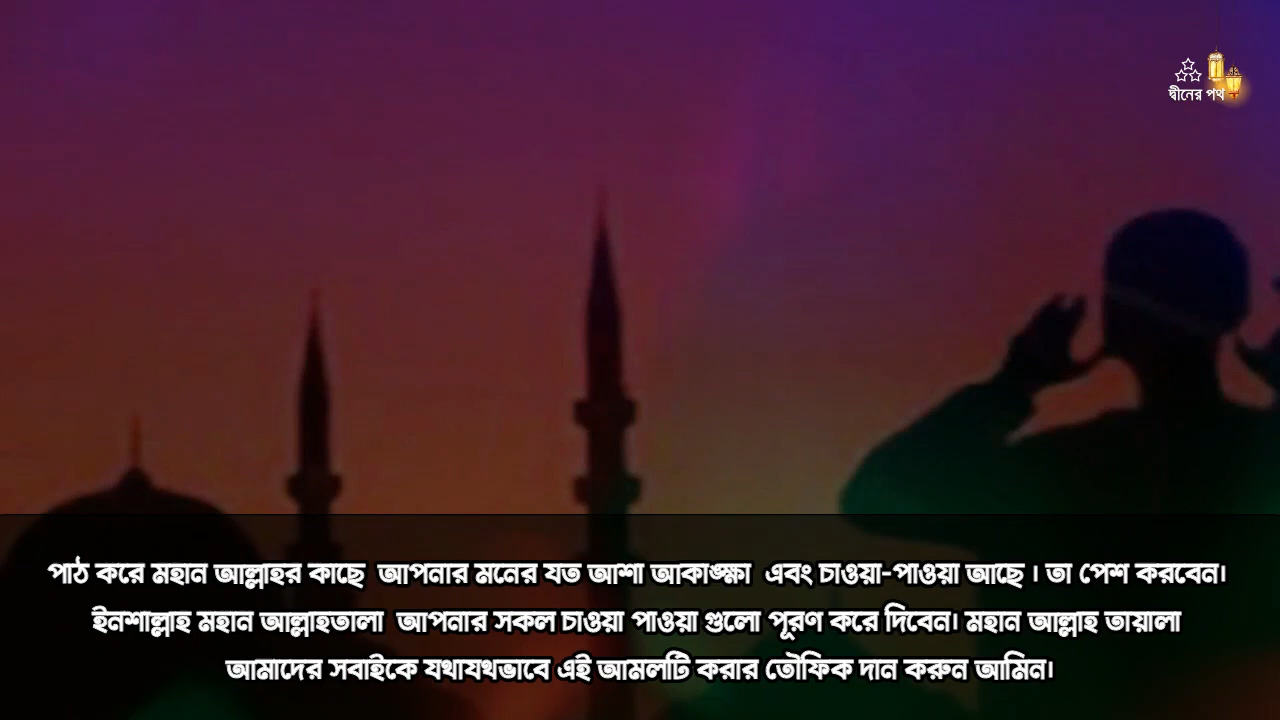 দ্বীনের পথ
পাঠ করে মহান আল্লাহর কাছে আপনার মনের যত আশা আকাঙ্ক্ষা এবং চাওয়া-পাওয়া আছে। তা পেশ করবেন।
ইনশাল্লাহ মহান আল্লাহতালা আপনার সকল চাওয়া পাওয়া গুলো পূরণ করে দিবেন। মহান আল্লাহ তায়ালা
আমাদের সবাইকে যথাযথভাবে এই আমলটি করার তৌফিক দান করুন আমিন।